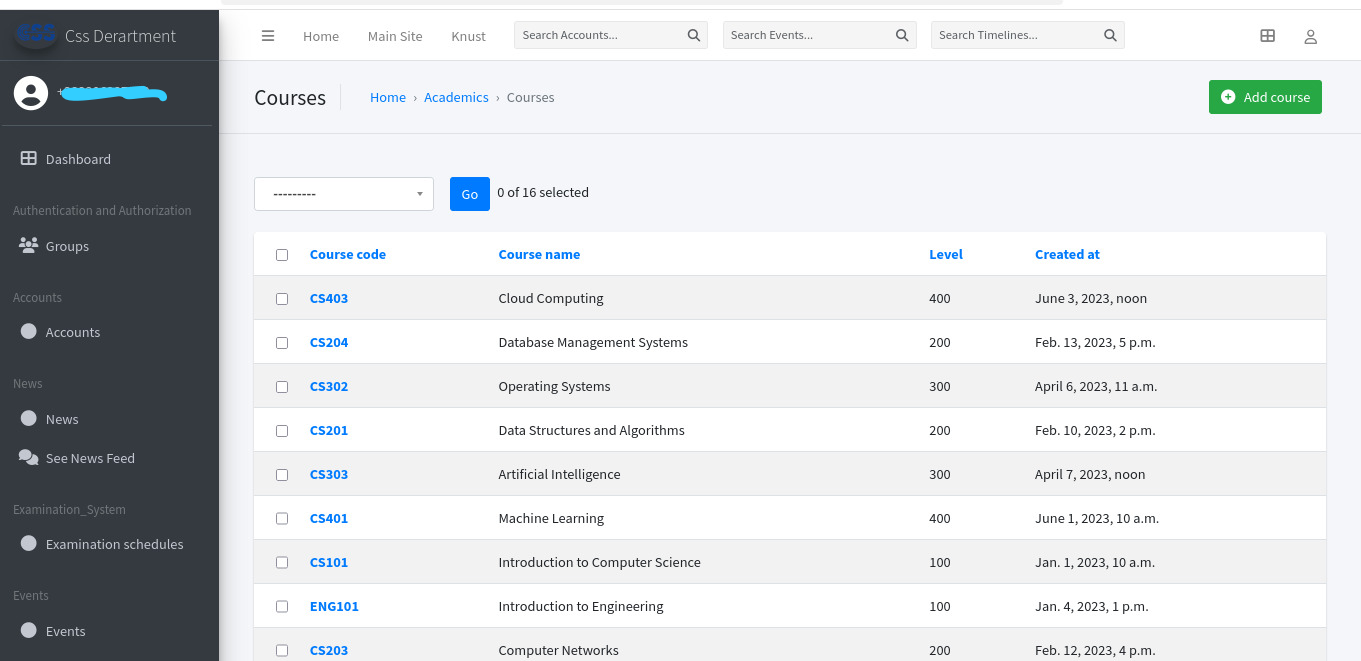 CSS Css Derartment
Home Main Site Knust Search Accounts... Search Events... Search Timelines...
Courses Home › Academics › Courses Add course
Dashboard
--------- Go 0 of 16 selected
Authentication and Authorization
Groups
Accounts
Accounts
News
News
See News Feed
Examination_System
Examination schedules
Events
Events
Course code Course name Level Created at
CS403 Cloud Computing 400 June 3, 2023, noon
CS204 Database Management Systems 200 Feb. 13, 2023, 5 p.m.
CS302 Operating Systems 300 April 6, 2023, 11 a.m.
CS201 Data Structures and Algorithms 200 Feb. 10, 2023, 2 p.m.
CS303 Artificial Intelligence 300 April 7, 2023, noon
CS401 Machine Learning 400 June 1, 2023, 10 a.m.
CS101 Introduction to Computer Science 100 Jan. 1, 2023, 10 a.m.
ENG101 Introduction to Engineering 100 Jan. 4, 2023, 1 p.m.
CS203 Computer Networks 200 Feb. 12, 2023, 4 p.m.